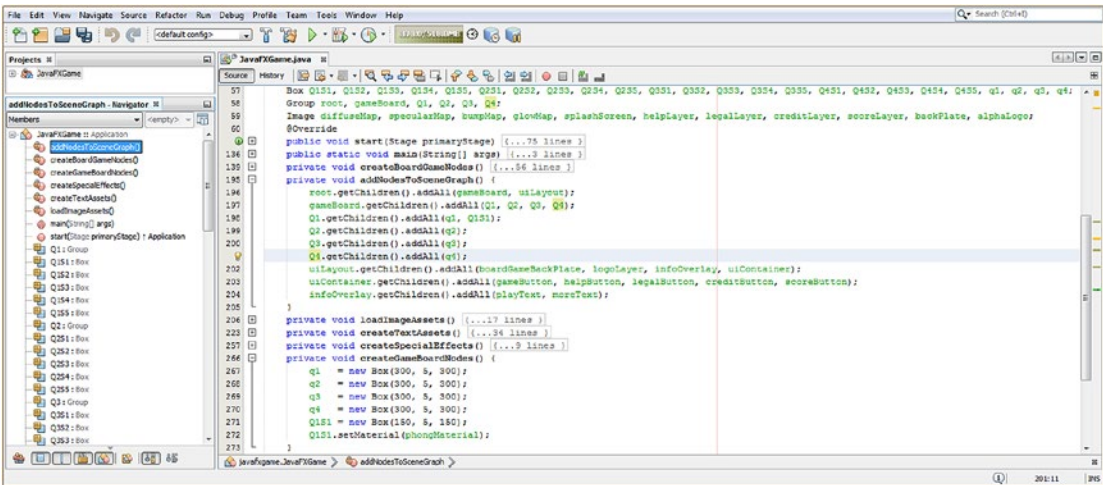 File Edit View Navigate Source Refactor Run Debug Profile Team Tools Window Help
Search (Ctrl+I)
<default config>
Projects
JavaFXGame
addNodesToSceneGraph - Navigator
Members
<empty>
JavaFXGame :: Application
addNodesToSceneGraph()
createBoardGameNodes()
createGameBoardNodes()
createSpecialEffects()
createTextAssets()
loadImageAssets()
main(String[] args)
start(Stage primaryStage) ↑ Application
Q1 : Group
Q1S1 : Box
Q1S2 : Box
Q1S3 : Box
Q1S4 : Box
Q1S5 : Box
Q2 : Group
Q2S1 : Box
Q2S2 : Box
Q2S3 : Box
Q2S4 : Box
Q2S5 : Box
Q3 : Group
Q3S1 : Box
Q3S2 : Box
Q3S3 : Box
JavaFXGame.java
Source History
57 Box Q1S1, Q1S2, Q1S3, Q1S4, Q1S5, Q2S1, Q2S2, Q2S3, Q2S4, Q2S5, Q3S1, Q3S2, Q3S3, Q3S4, Q3S5, Q4S1, Q4S2, Q4S3, Q4S4, Q4S5, q1, q2, q3, q4;
58 Group root, gameBoard, Q1, Q2, Q3, Q4;
59 Image diffuseMap, specularMap, bumpMap, glowMap, splashScreen, helpLayer, legalLayer, creditLayer, scoreLayer, backPlate, alphaLogo;
60 @Override
public void start(Stage primaryStage) {...75 lines }
136 public static void main(String[] args) {...3 lines }
139 private void createBoardGameNodes() {...56 lines }
195 private void addNodesToSceneGraph() {
196 root.getChildren().addAll(gameBoard, uiLayout);
197 gameBoard.getChildren().addAll(Q1, Q2, Q3, Q4);
198 Q1.getChildren().addAll(q1, Q1S1);
199 Q2.getChildren().addAll(q2);
200 Q3.getChildren().addAll(q3);
Q4.getChildren().addAll(q4);
202 uiLayout.getChildren().addAll(boardGameBackPlate, logoLayer, infoOverlay, uiContainer);
203 uiContainer.getChildren().addAll(gameButton, helpButton, legalButton, creditButton, scoreButton);
204 infoOverlay.getChildren().addAll(playText, moreText);
205 }
206 private void loadImageAssets() {...17 lines }
223 private void createTextAssets() {...34 lines }
257 private void createSpecialEffects() {...9 lines }
266 private void createGameBoardNodes() {
267 q1 = new Box(300, 5, 300);
268 q2 = new Box(300, 5, 300);
269 q3 = new Box(300, 5, 300);
270 q4 = new Box(300, 5, 300);
271 Q1S1 = new Box(150, 5, 150);
272 Q1S1.setMaterial(phongMaterial);
273 }
javafxgame.JavaFXGame
addNodesToSceneGraph
201:11
INS